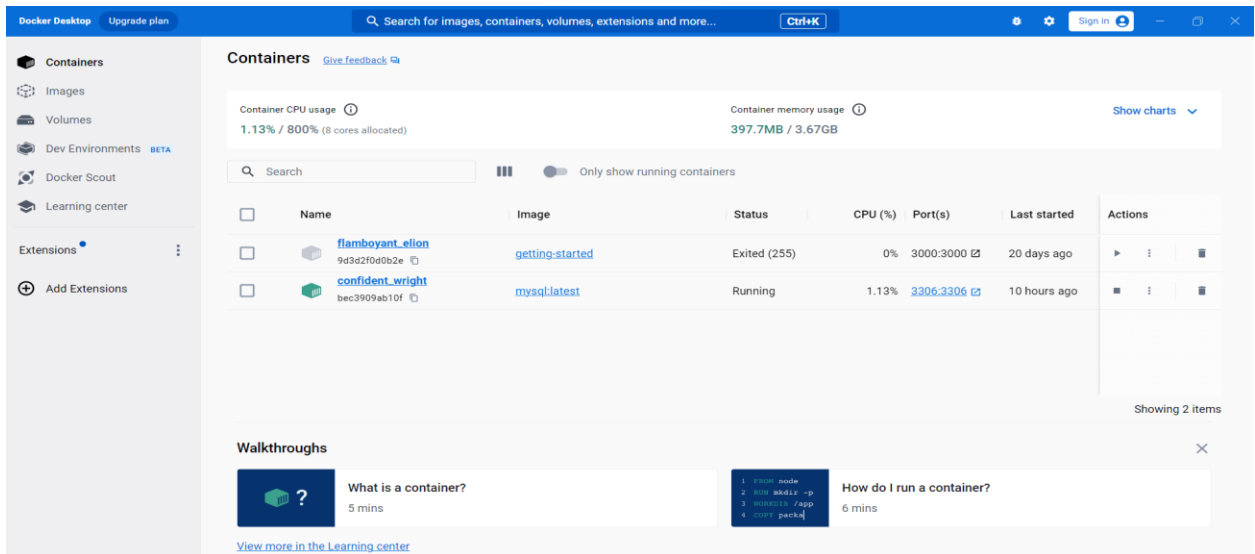 Docker Desktop Upgrade plan Search for images, containers, volumes, extensions and more... Ctrl+K Sign in
Containers
Images
Volumes
Dev Environments BETA
Docker Scout
Learning center
Extensions
Add Extensions
Containers Give feedback
Container CPU usage
1.13% / 800% (8 cores allocated)
Container memory usage
397.7MB / 3.67GB
Show charts
Search
Only show running containers
Name Image Status CPU (%) Port(s) Last started Actions
flamboyant_elion
9d3d2f0d0b2e
getting-started Exited (255) 0% 3000:3000 20 days ago
confident_wright
bec3909ab10f
mysql:latest Running 1.13% 3306:3306 10 hours ago
Showing 2 items
Walkthroughs
?
What is a container?
5 mins
1 FROM node
2 RUN mkdir -p
3 WORKDIR /app
4 COPY packa
How do I run a container?
6 mins
View more in the Learning center